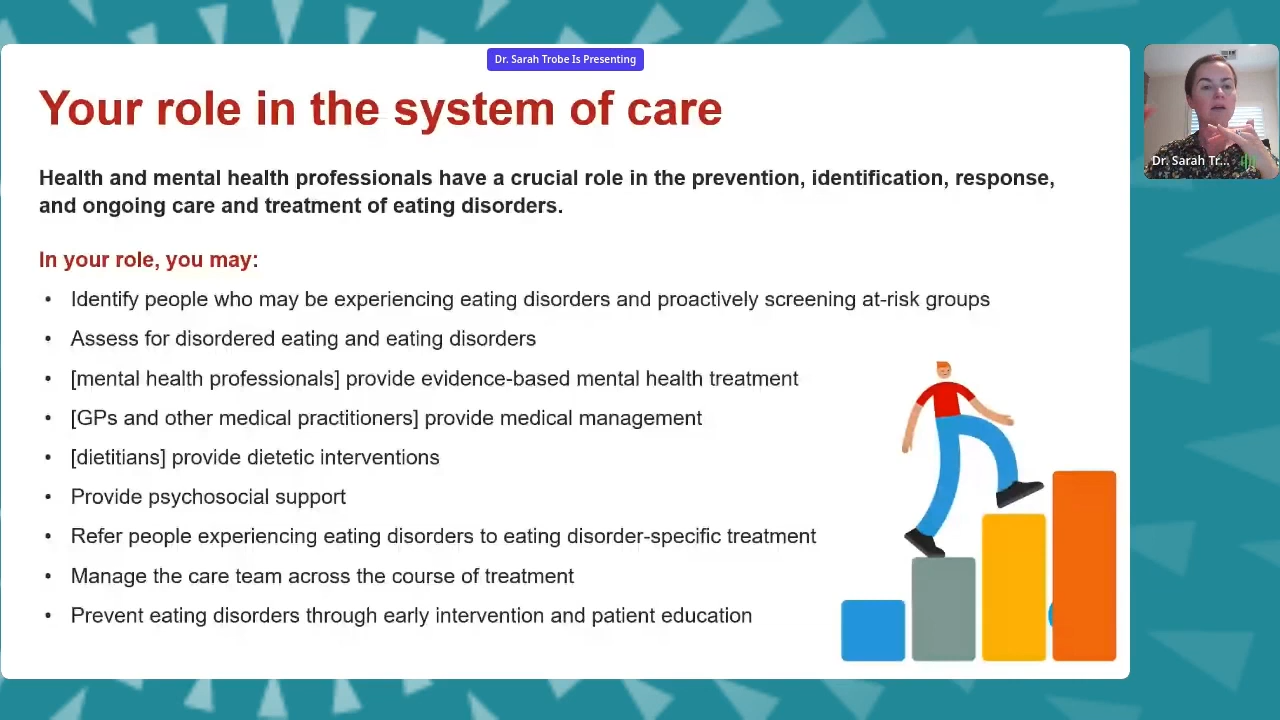 Dr. Sarah Trobe Is Presenting
Your role in the system of care
Health and mental health professionals have a crucial role in the prevention, identification, response,
and ongoing care and treatment of eating disorders.
In your role, you may:
• Identify people who may be experiencing eating disorders and proactively screening at-risk groups
• Assess for disordered eating and eating disorders
• [mental health professionals] provide evidence-based mental health treatment
• [GPs and other medical practitioners] provide medical management
• [dietitians] provide dietetic interventions
• Provide psychosocial support
• Refer people experiencing eating disorders to eating disorder-specific treatment
• Manage the care team across the course of treatment
• Prevent eating disorders through early intervention and patient education
Dr. Sarah Tr...